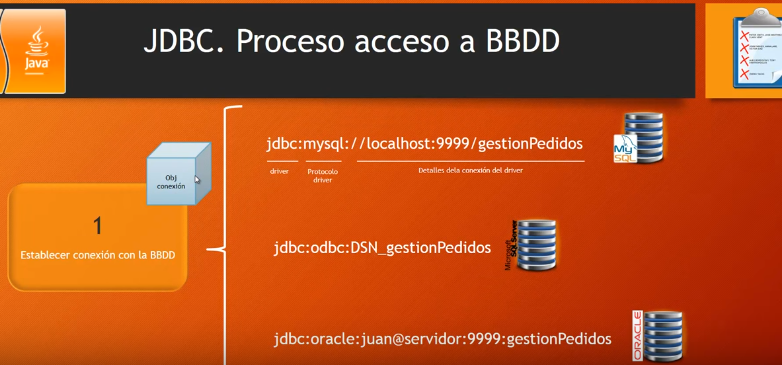 JDBC. Proceso acceso a BBDD
Java
jdbc:mysql://localhost:9999/gestionPedidos
driver
Protocolo
driver
Detalles dela conexión del driver
MySQL
Obj
conexión
1
Establecer conexión con la BBDD
jdbc:odbc:DSN_gestionPedidos
Microsoft
SQL Server
jdbc:oracle:juan@servidor:9999:gestionPedidos
ORACLE